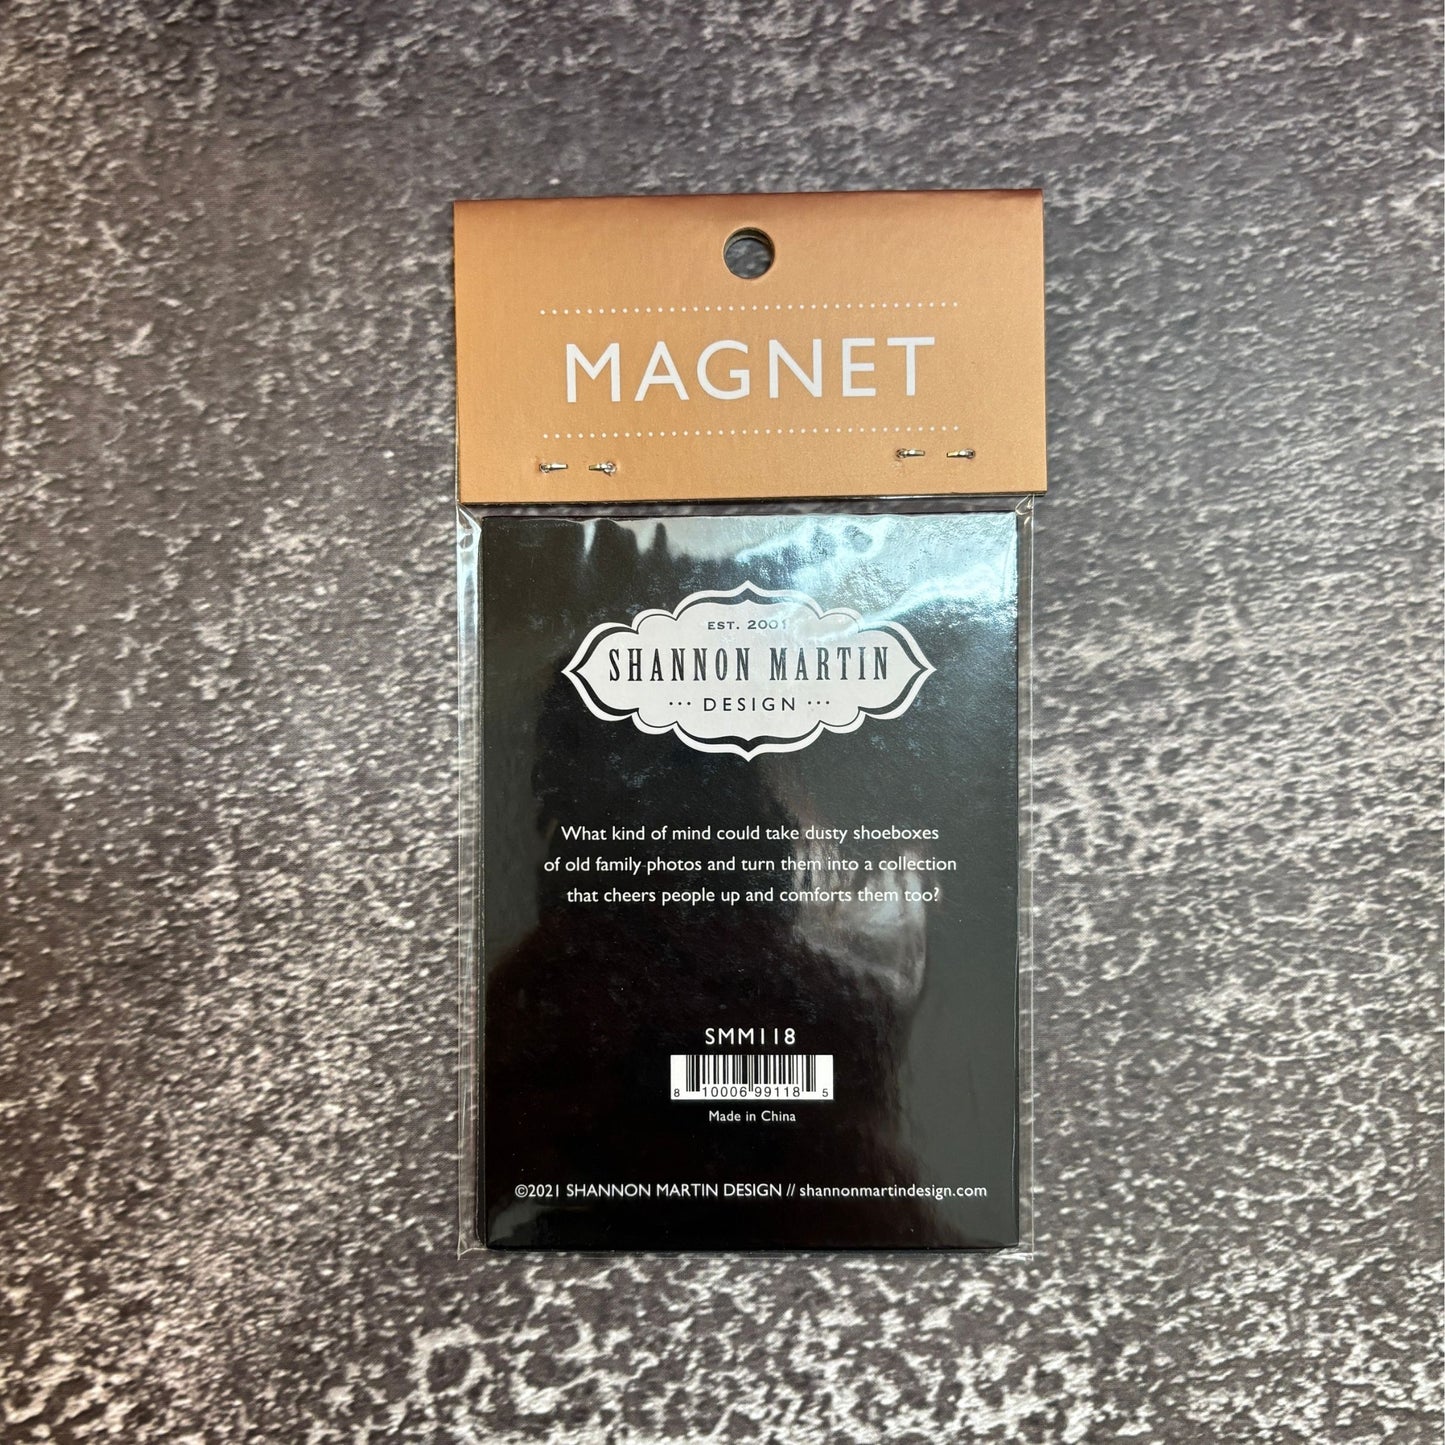 MAGNET
EST. 2001
SHANNON MARTIN
··· DESIGN ···
What kind of mind could take dusty shoeboxes
of old family photos and turn them into a collection
that cheers people up and comforts them too?
SMM118
8 10006 99118 5
Made in China
©2021 SHANNON MARTIN DESIGN // shannonmartindesign.com